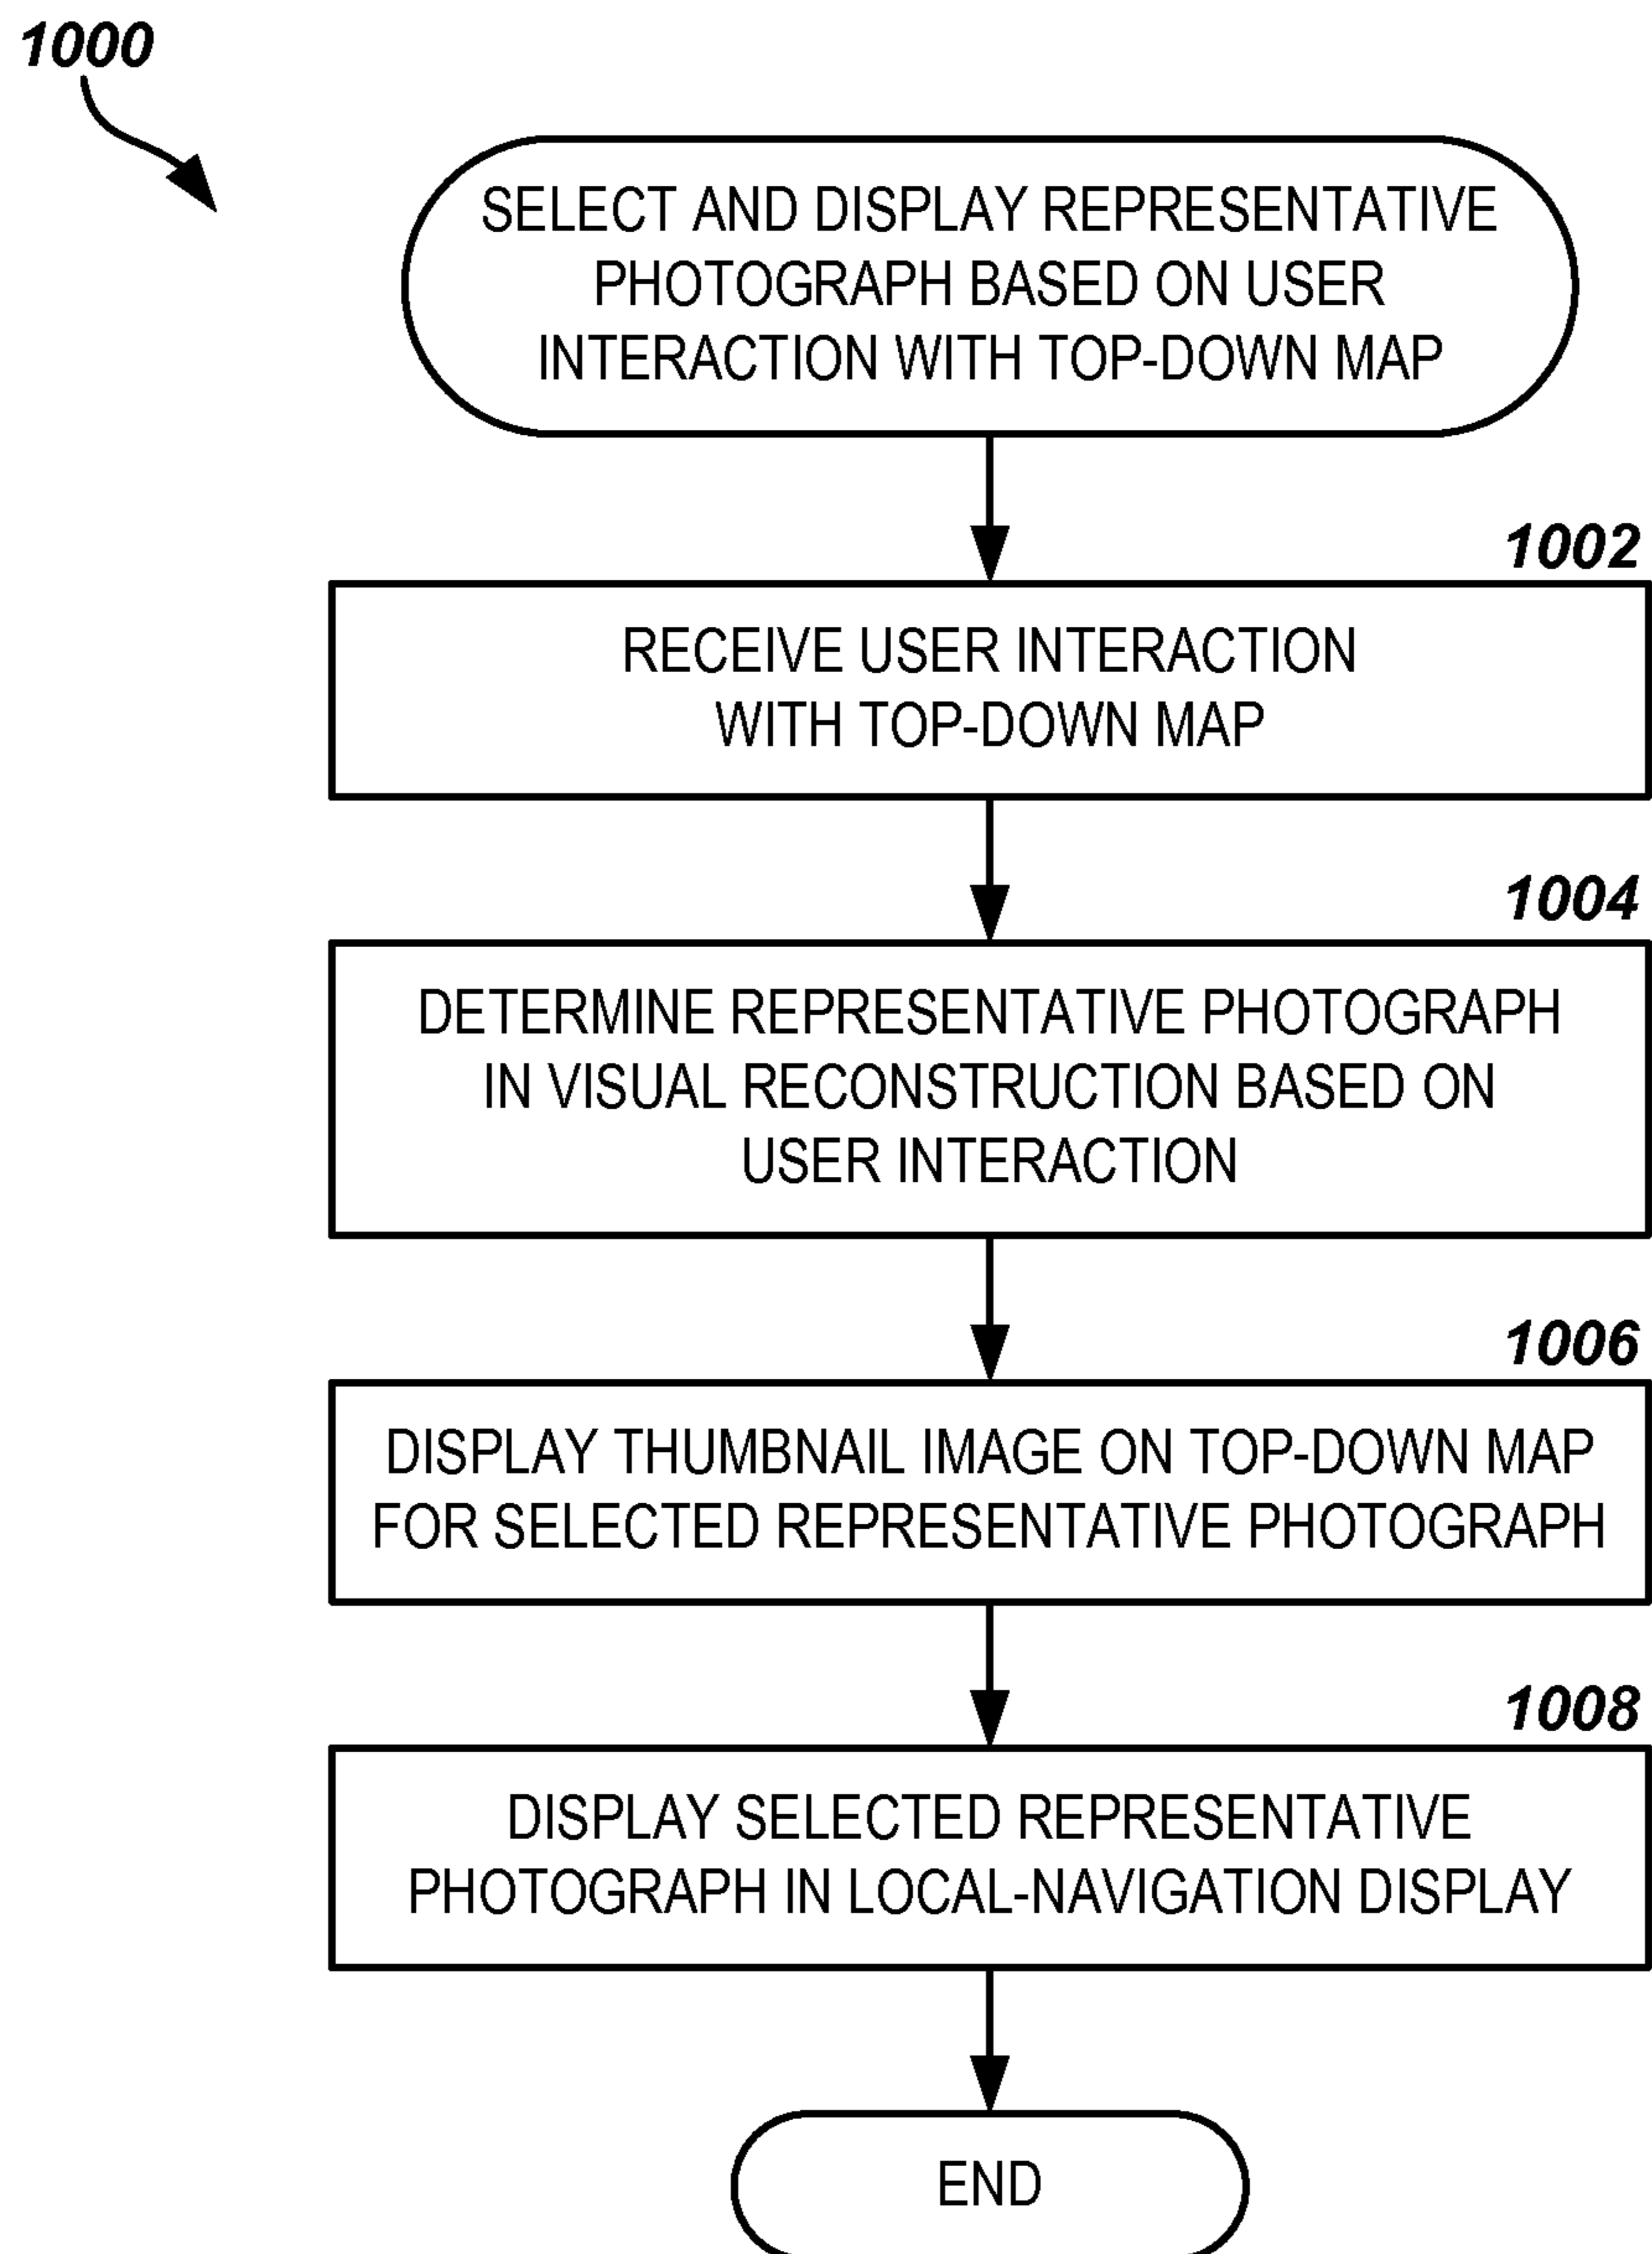 1000
SELECT AND DISPLAY REPRESENTATIVE
PHOTOGRAPH BASED ON USER
INTERACTION WITH TOP-DOWN MAP
1002
RECEIVE USER INTERACTION
WITH TOP-DOWN MAP
1004
DETERMINE REPRESENTATIVE PHOTOGRAPH
IN VISUAL RECONSTRUCTION BASED ON
USER INTERACTION
1006
DISPLAY THUMBNAIL IMAGE ON TOP-DOWN MAP
FOR SELECTED REPRESENTATIVE PHOTOGRAPH
1008
DISPLAY SELECTED REPRESENTATIVE
PHOTOGRAPH IN LOCAL-NAVIGATION DISPLAY
END